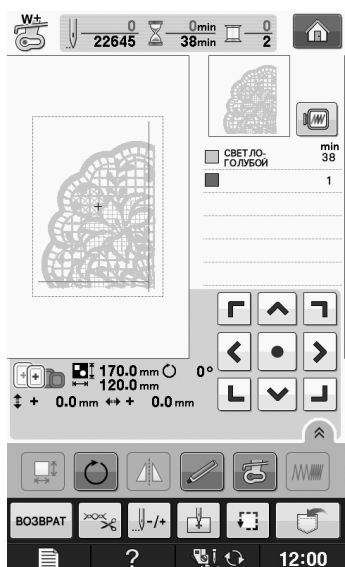 W+
0 0min 0
22645 38min 2
СВЕТЛО-
ГОЛУБОЙ
min
38
1
170.0 mm 0°
120.0 mm
+ 0.0 mm + 0.0 mm
ВОЗВРАТ -/+
? 12:00